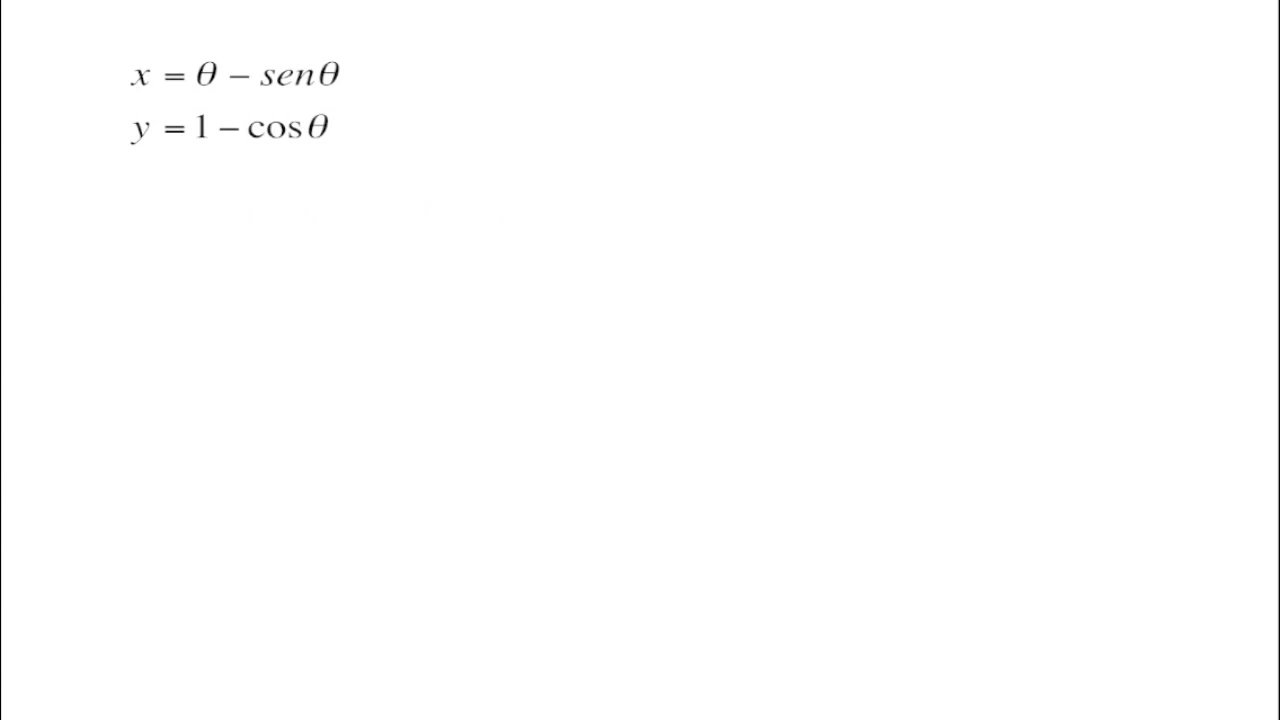 x = θ − senθ
y = 1 − cosθ